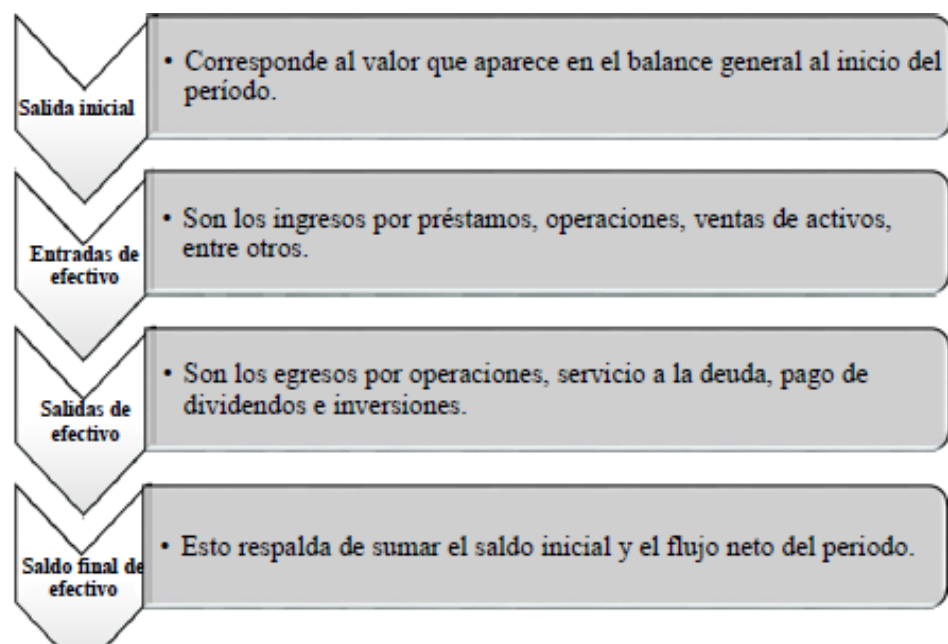 Salida inicial
• Corresponde al valor que aparece en el balance general al inicio del
período.
Entradas de
efectivo
• Son los ingresos por préstamos, operaciones, ventas de activos,
entre otros.
Salidas de
efectivo
• Son los egresos por operaciones, servicio a la deuda, pago de
dividendos e inversiones.
Saldo final de
efectivo
• Esto respalda de sumar el saldo inicial y el flujo neto del periodo.